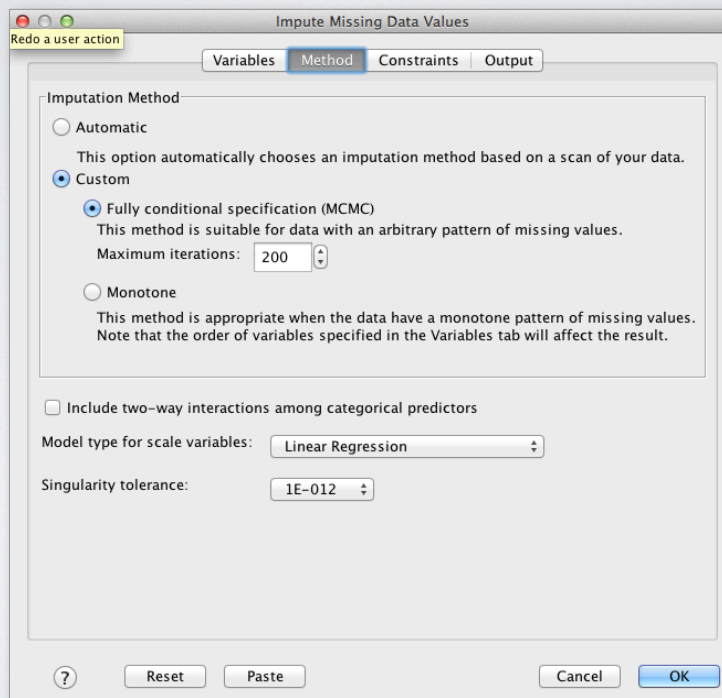 Impute Missing Data Values
Redo a user action
Variables Method Constraints Output
Imputation Method
Automatic
This option automatically chooses an imputation method based on a scan of your data.
Custom
Fully conditional specification (MCMC)
This method is suitable for data with an arbitrary pattern of missing values.
Maximum iterations: 200
Monotone
This method is appropriate when the data have a monotone pattern of missing values.
Note that the order of variables specified in the Variables tab will affect the result.
Include two-way interactions among categorical predictors
Model type for scale variables: Linear Regression
Singularity tolerance: 1E-012
? Reset Paste Cancel OK